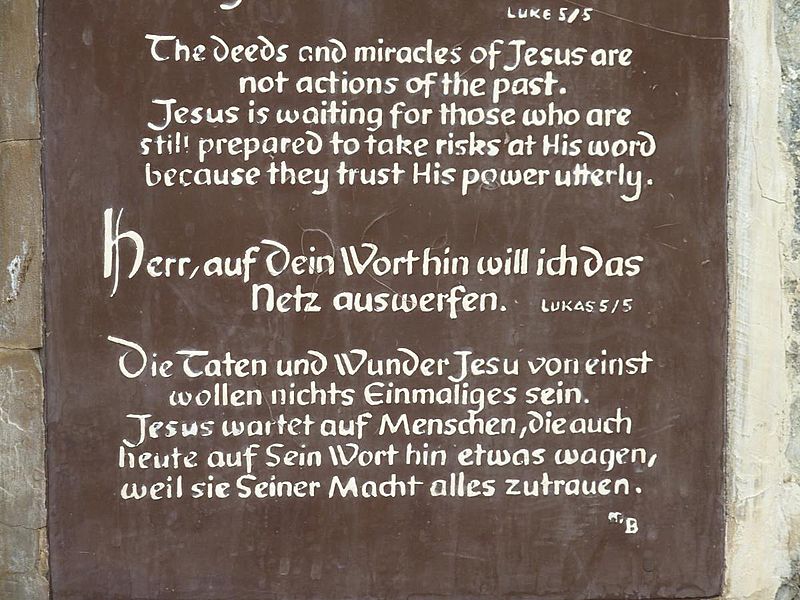 LUKE 5/5
The deeds and miracles of Jesus are
not actions of the past.
Jesus is waiting for those who are
still prepared to take risks at His word
because they trust His power utterly.
Herr, auf Dein Wort hin will ich das
Netz auswerfen. LUKAS 5/5
Die Taten und Wunder Jesu von einst
wollen nichts Einmaliges sein.
Jesus wartet auf Menschen, die auch
heute auf Sein Wort hin etwas wagen,
weil sie Seiner Macht alles zutrauen.